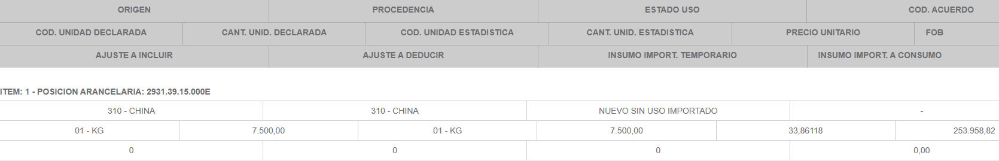 ORIGEN PROCEDENCIA ESTADO USO COD. ACUERDO
COD. UNIDAD DECLARADA CANT. UNID. DECLARADA COD. UNIDAD ESTADISTICA CANT. UNID. ESTADISTICA PRECIO UNITARIO FOB
AJUSTE A INCLUIR AJUSTE A DEDUCIR INSUMO IMPORT. TEMPORARIO INSUMO IMPORT. A CONSUMO
ITEM: 1 - POSICION ARANCELARIA: 2931.39.15.000E
310 - CHINA 310 - CHINA NUEVO SIN USO IMPORTADO -
01 - KG 7.500,00 01 - KG 7.500,00 33,86118 253.958,82
0 0 0 0,00